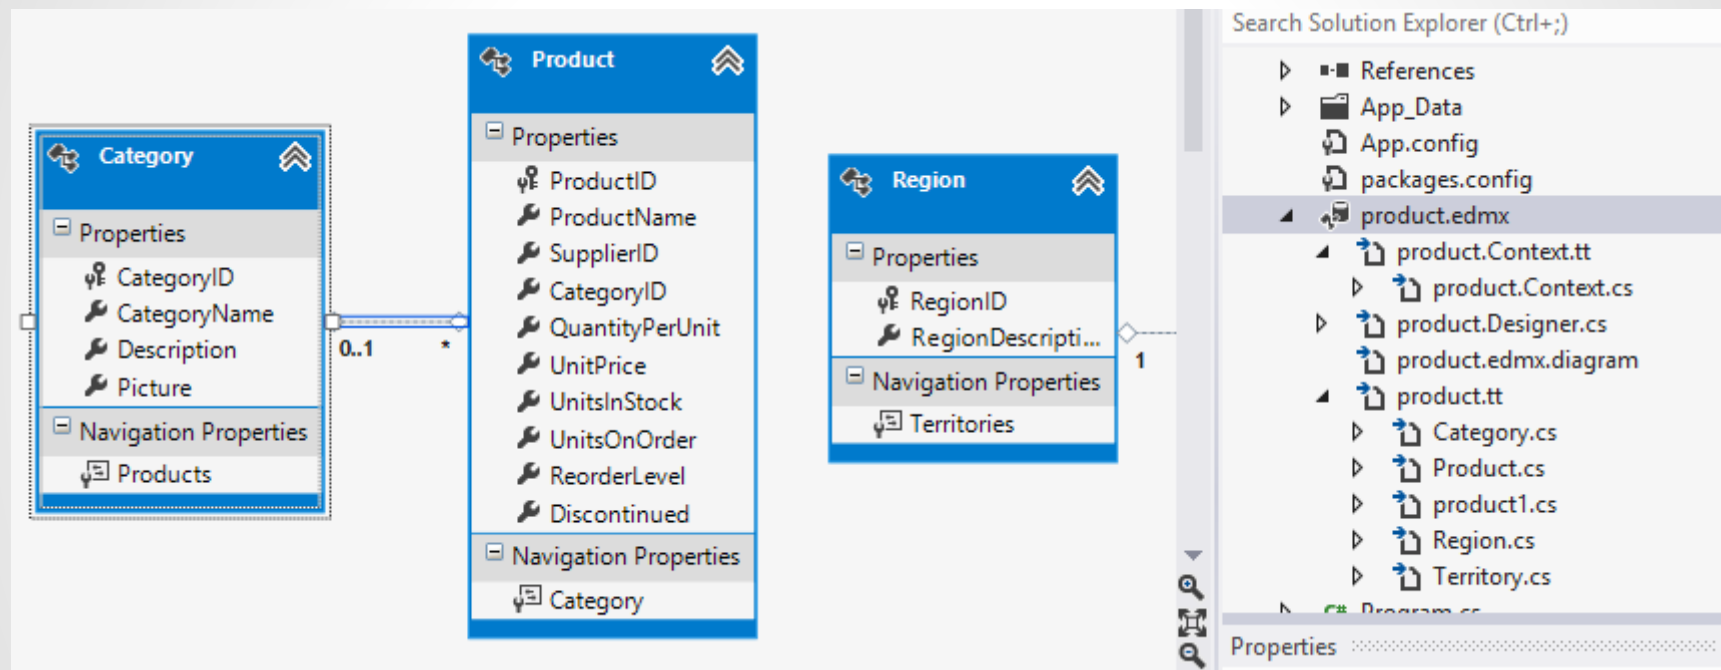 Category
Properties
CategoryID
CategoryName
Description
Picture
Navigation Properties
Products
0..1
*
Product
Properties
ProductID
ProductName
SupplierID
CategoryID
QuantityPerUnit
UnitPrice
UnitsInStock
UnitsOnOrder
ReorderLevel
Discontinued
Navigation Properties
Category
Region
Properties
RegionID
RegionDescripti...
Navigation Properties
Territories
1
Search Solution Explorer (Ctrl+;)
References
App_Data
App.config
packages.config
product.edmx
product.Context.tt
product.Context.cs
product.Designer.cs
product.edmx.diagram
product.tt
Category.cs
Product.cs
product1.cs
Region.cs
Territory.cs
C# Program.cs
Properties